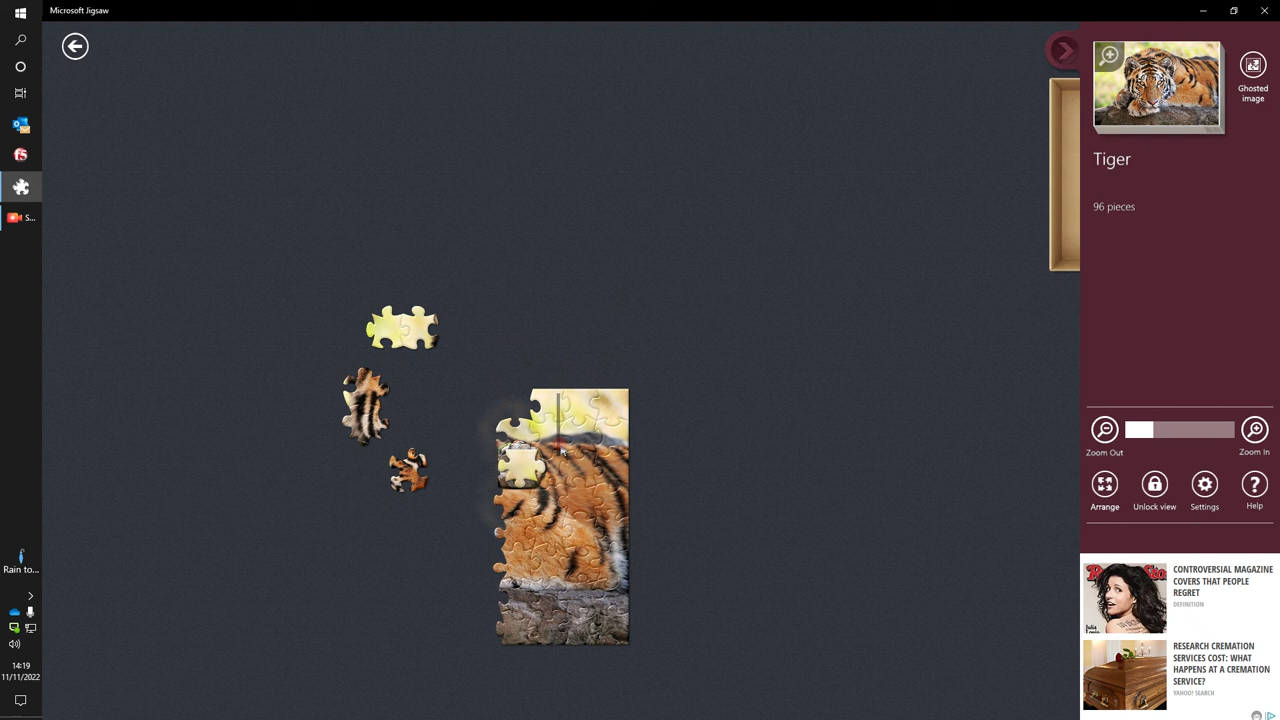 Microsoft Jigsaw
S...
Rain to...
14:19
11/11/2022
Ghosted
image
Tiger
96 pieces
Zoom Out
Zoom In
Arrange
Unlock view
Settings
Help
CONTROVERSIAL MAGAZINE
COVERS THAT PEOPLE
REGRET
DEFINITION
RESEARCH CREMATION
SERVICES COST: WHAT
HAPPENS AT A CREMATION
SERVICE?
YAHOO! SEARCH